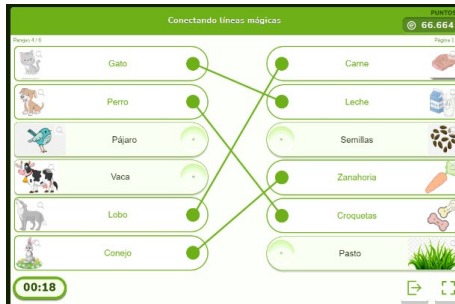 Conectando líneas mágicas
PUNTOS
66.664
Parejas 4 / 6
Página 1
Gato
Carne
Perro
Leche
Pájaro
Semillas
Vaca
Zanahoria
Lobo
Croquetas
Conejo
Pasto
00:18